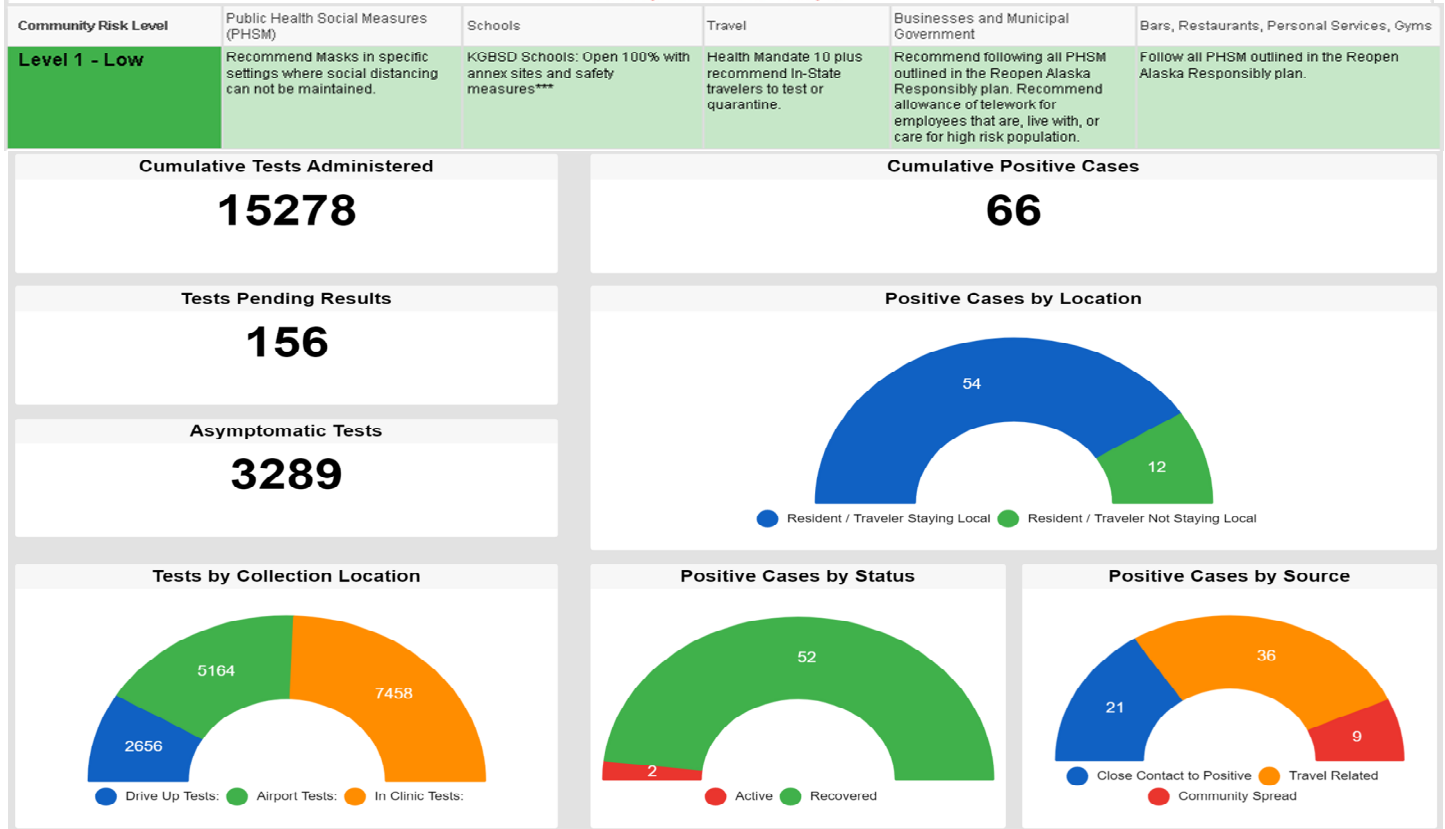 Community Risk Level
Public Health Social Measures
(PHSM)
Schools
Travel
Businesses and Municipal
Government
Bars, Restaurants, Personal Services, Gyms
Level 1 - Low
Recommend Masks in specific
settings where social distancing
can not be maintained.
KGBSD Schools: Open 100% with
annex sites and safety
measures***
Health Mandate 10 plus
recommend In-State
travelers to test or
quarantine.
Recommend following all PHSM
outlined in the Reopen Alaska
Responsibly plan. Recommend
allowance of telework for
employees that are, live with, or
care for high risk population.
Follow all PHSM outlined in the Reopen
Alaska Responsibly plan.
Cumulative Tests Administered
15278
Cumulative Positive Cases
66
Tests Pending Results
156
Positive Cases by Location
54
12
Resident / Traveler Staying Local
Resident / Traveler Not Staying Local
Asymptomatic Tests
3289
Tests by Collection Location
5164
7458
2656
Drive Up Tests:
Airport Tests:
In Clinic Tests:
Positive Cases by Status
52
2
Active
Recovered
Positive Cases by Source
36
21
9
Close Contact to Positive
Travel Related
Community Spread